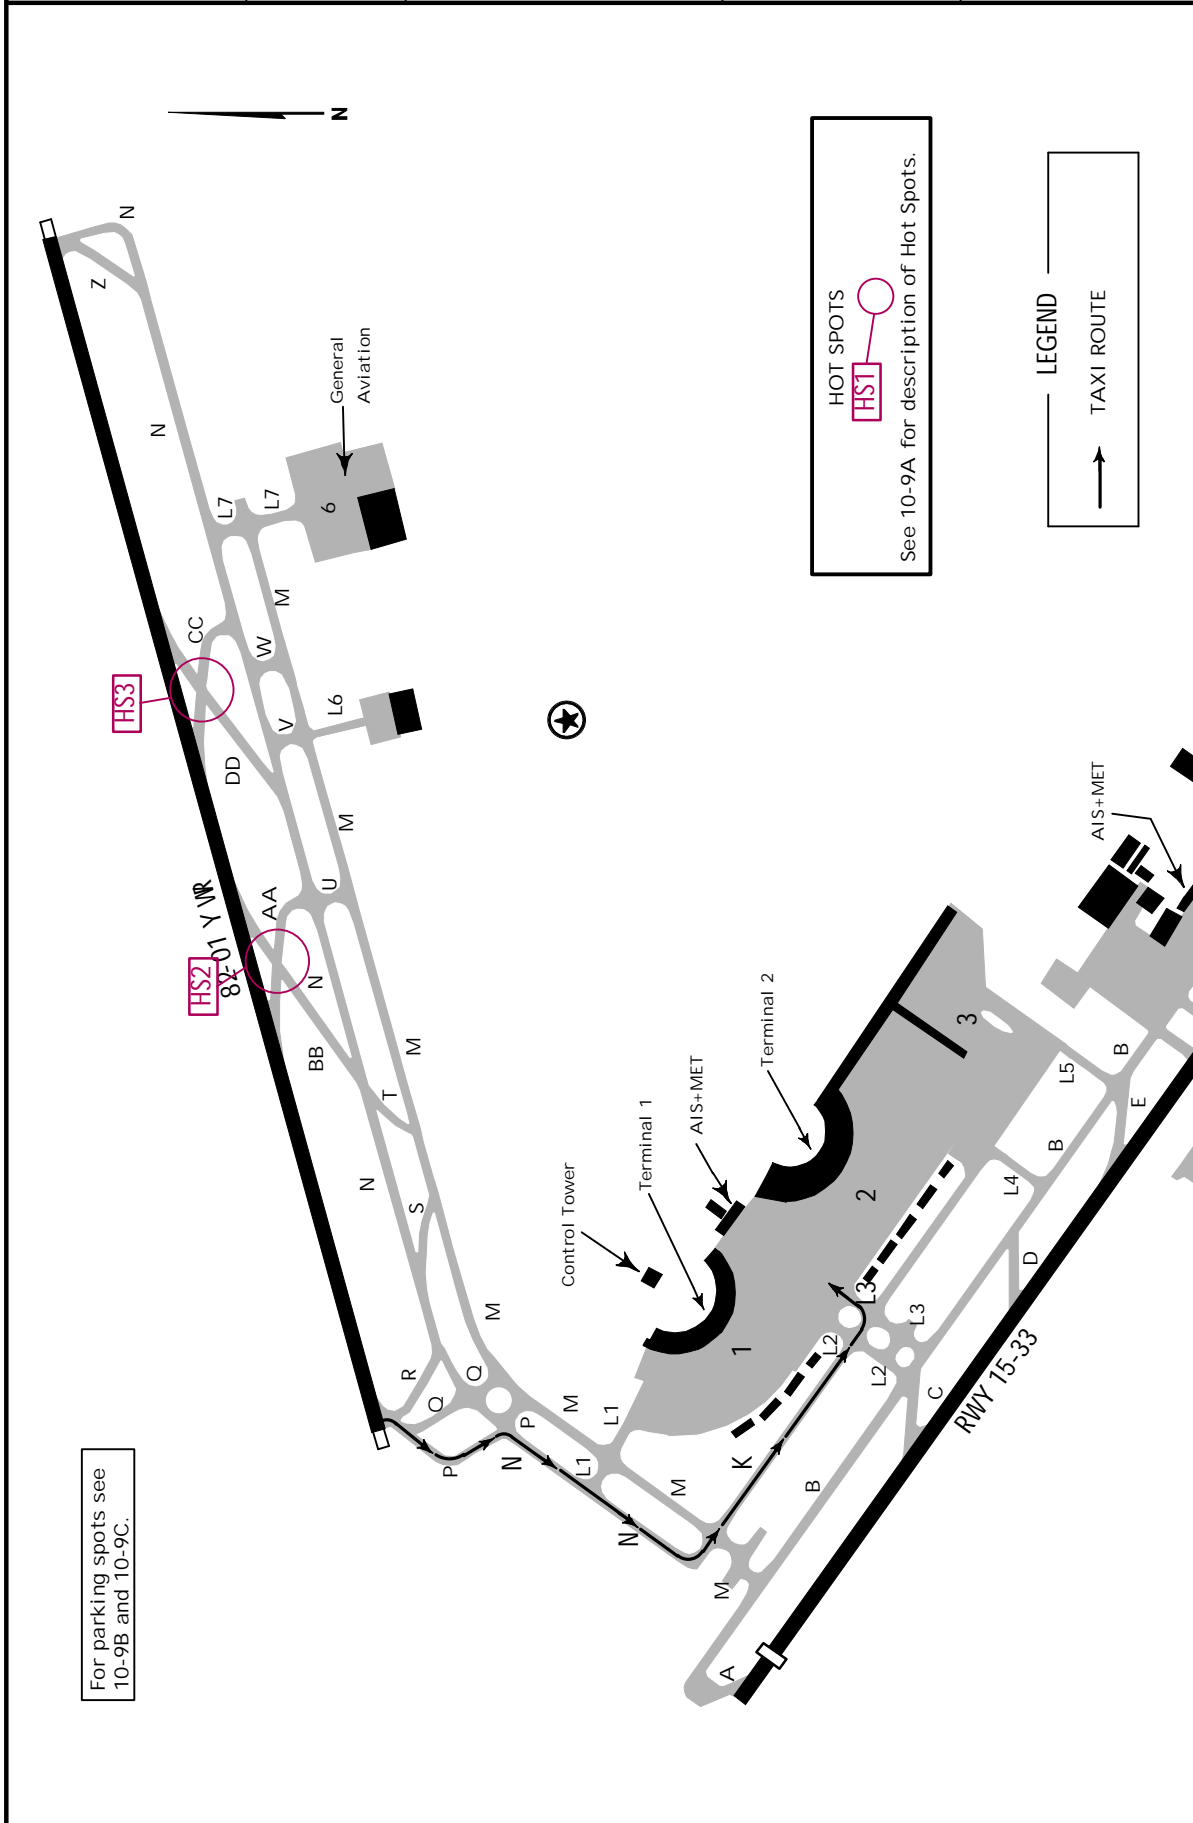 N
N
Z
General
Aviation
N
L7
L7
6
HOT SPOTS
HS1
See 10-9A for description of Hot Spots.
LEGEND
TAXI ROUTE
M
CC
W
HS3
L6
V
DD
M
U
AA
HS2
N
BB
M
T
N
S
M
AIS+MET
3
Terminal 2
AIS+MET
Terminal 1
Control Tower
2
1
B
L5
E
B
L4
D
L3
L3
L2
L2
C
RWY 15-33
R
Q
Q
P
P
N
M
L1
L1
M
N
K
B
M
A
For parking spots see
10-9B and 10-9C.